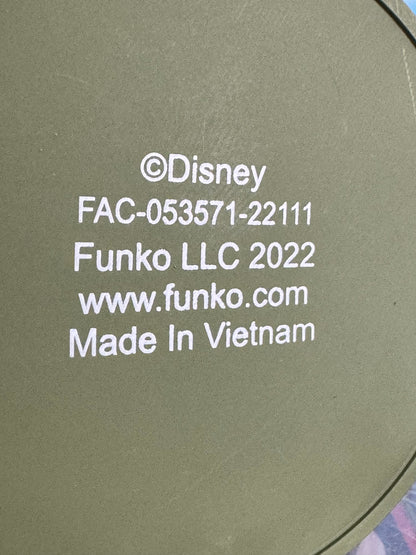 ©Disney
FAC-053571-22111
Funko LLC 2022
www.funko.com
Made In Vietnam